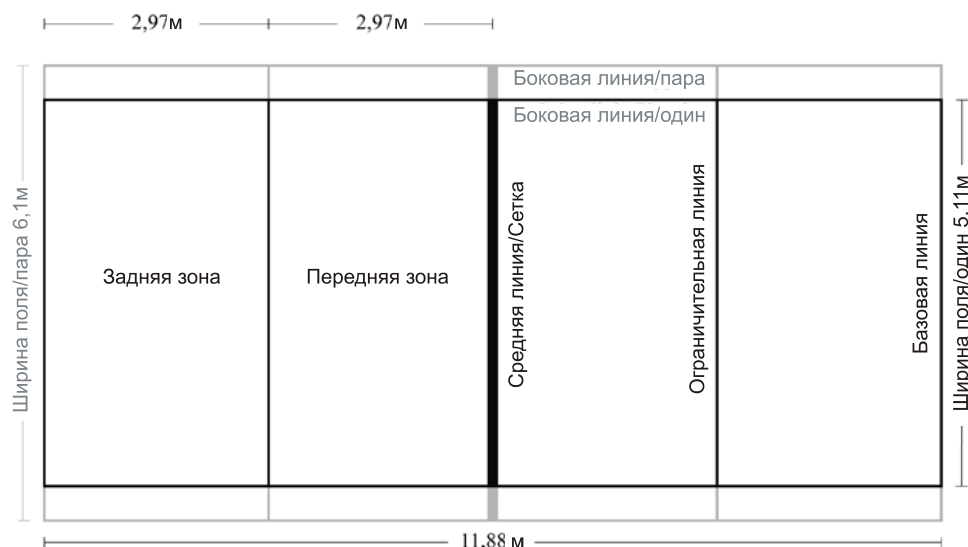 2,97м
2,97м
Боковая линия/пара
Боковая линия/один
Ширина поля/пара 6,1м
Задняя зона
Передняя зона
Средняя линия/Сетка
Ограничительная линия
Базовая линия
Ширина поля/один 5,11м
11,88 м